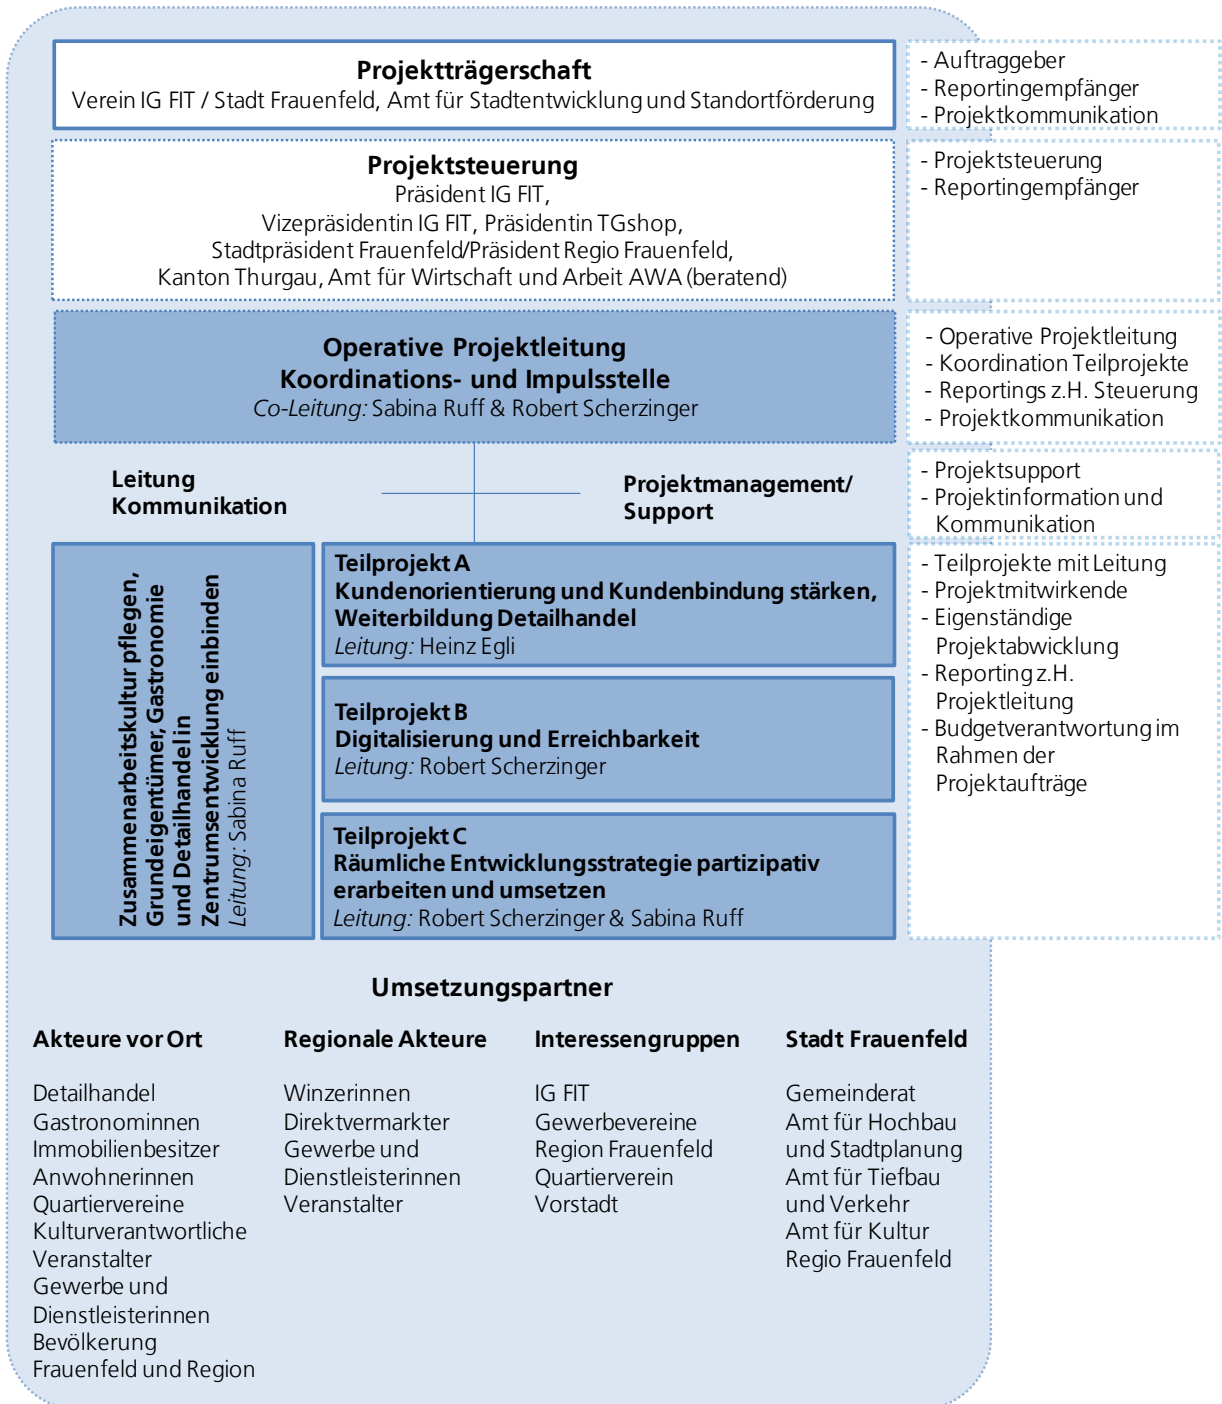 Projektträgerschaft
Verein IG FIT / Stadt Frauenfeld, Amt für Stadtentwicklung und Standortförderung
- Auftraggeber
- Reportingempfänger
- Projektkommunikation
Projektsteuerung
Präsident IG FIT,
Vizepräsidentin IG FIT, Präsidentin TGshop,
Stadtpräsident Frauenfeld/Präsident Regio Frauenfeld,
Kanton Thurgau, Amt für Wirtschaft und Arbeit AWA (beratend)
- Projektsteuerung
- Reportingempfänger
Operative Projektleitung
Koordinations- und Impulsstelle
Co-Leitung: Sabina Ruff & Robert Scherzinger
- Operative Projektleitung
- Koordination Teilprojekte
- Reportings z.H. Steuerung
- Projektkommunikation
Leitung
Kommunikation
Projektmanagement/
Support
- Projektsupport
- Projektinformation und
Kommunikation
Zusammenarbeitskultur pflegen,
Grundeigentümer, Gastronomie
und Detailhandel in
Zentrumsentwicklung einbinden
Leitung: Sabina Ruff
Teilprojekt A
Kundenorientierung und Kundenbindung stärken,
Weiterbildung Detailhandel
Leitung: Heinz Egli
Teilprojekt B
Digitalisierung und Erreichbarkeit
Leitung: Robert Scherzinger
Teilprojekt C
Räumliche Entwicklungsstrategie partizipativ
erarbeiten und umsetzen
Leitung: Robert Scherzinger & Sabina Ruff
- Teilprojekte mit Leitung
- Projektmitwirkende
- Eigenständige
Projektabwicklung
- Reporting z.H.
Projektleitung
- Budgetverantwortung im
Rahmen der
Projektaufträge
Umsetzungspartner
Akteure vor Ort
Detailhandel
Gastronominnen
Immobilienbesitzer
Anwohnerinnen
Quartiervereine
Kulturverantwortliche
Veranstalter
Gewerbe und
Dienstleisterinnen
Bevölkerung
Frauenfeld und Region
Regionale Akteure
Winzerinnen
Direktvermarkter
Gewerbe und
Dienstleisterinnen
Veranstalter
Interessengruppen
IG FIT
Gewerbevereine
Region Frauenfeld
Quartierverein
Vorstadt
Stadt Frauenfeld
Gemeinderat
Amt für Hochbau
und Stadtplanung
Amt für Tiefbau
und Verkehr
Amt für Kultur
Regio Frauenfeld